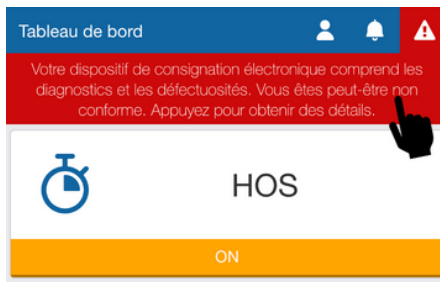 Tableau de bord
Votre dispositif de consignation électronique comprend les
diagnostics et les défectuosités. Vous êtes peut-être non
conforme. Appuyez pour obtenir des détails.
HOS
ON